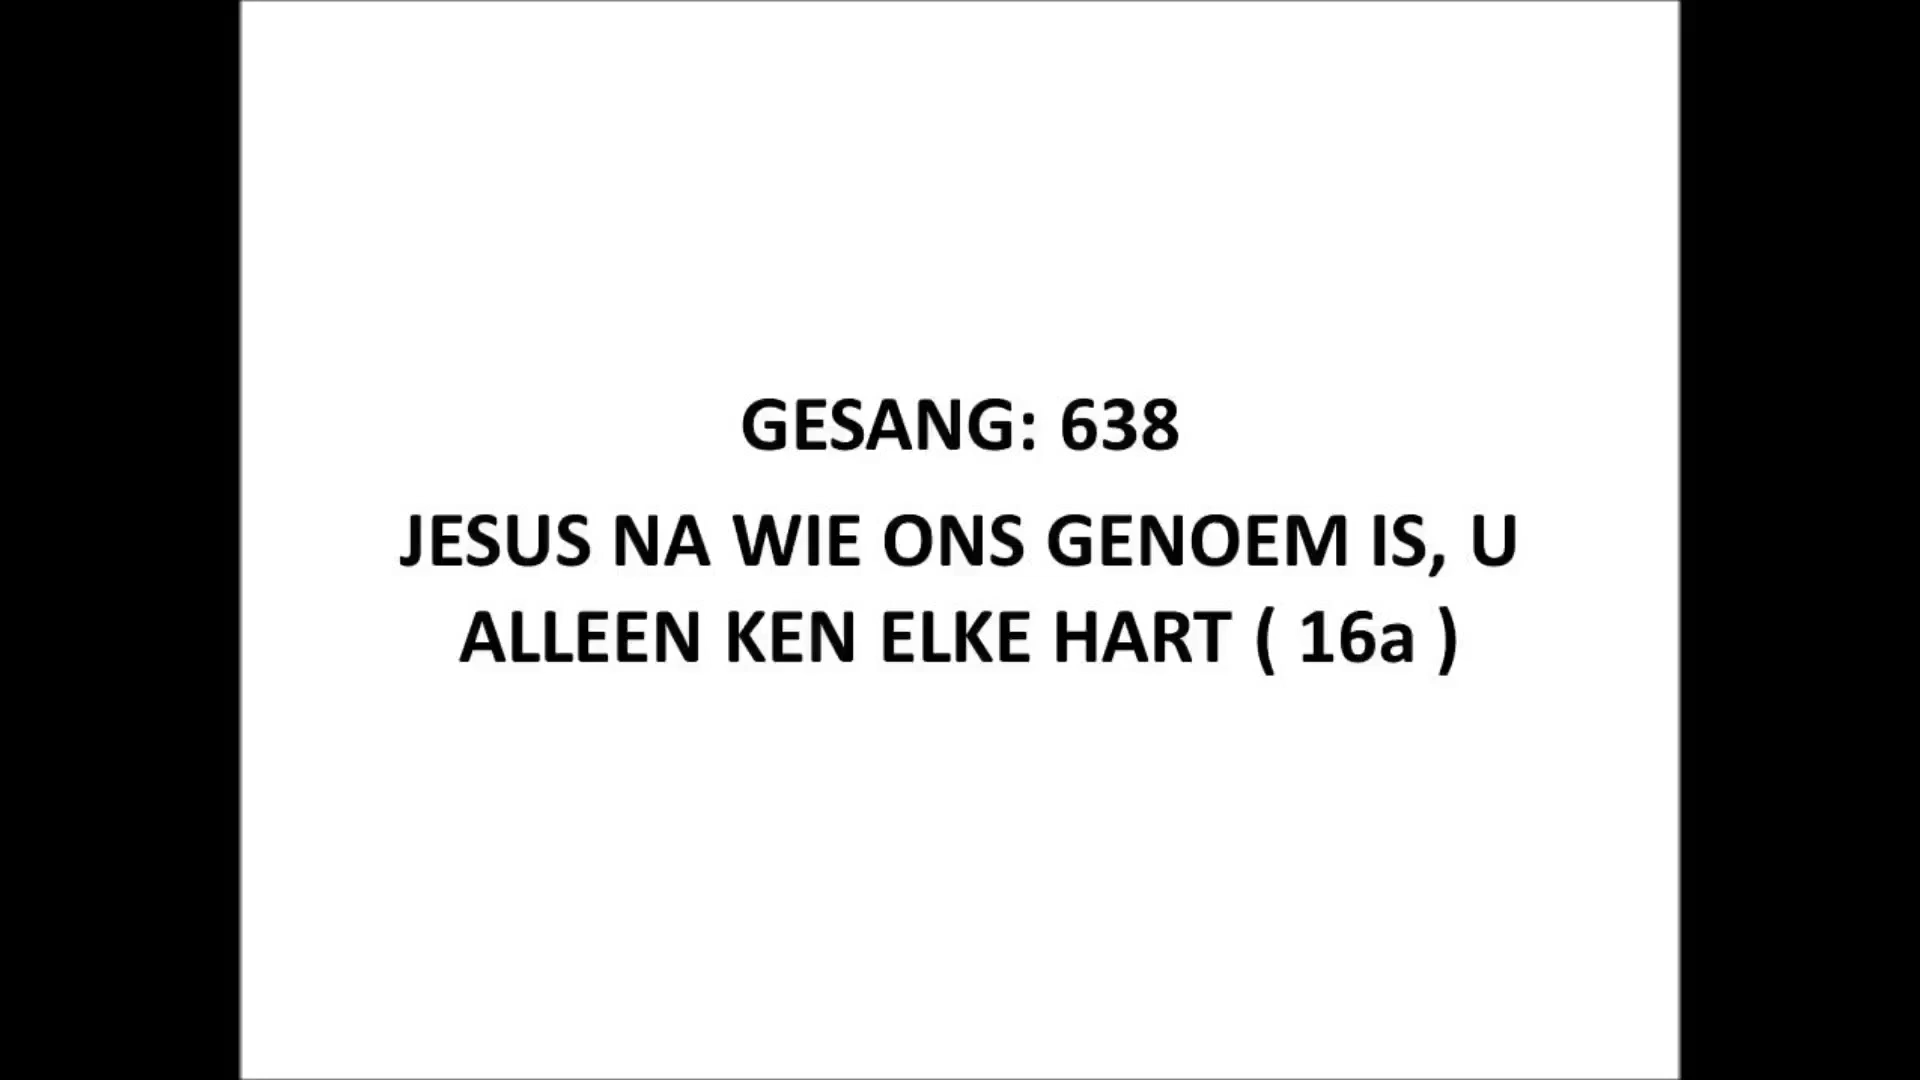 GESANG: 638
JESUS NA WIE ONS GENOEM IS, U
ALLEEN KEN ELKE HART ( 16a )